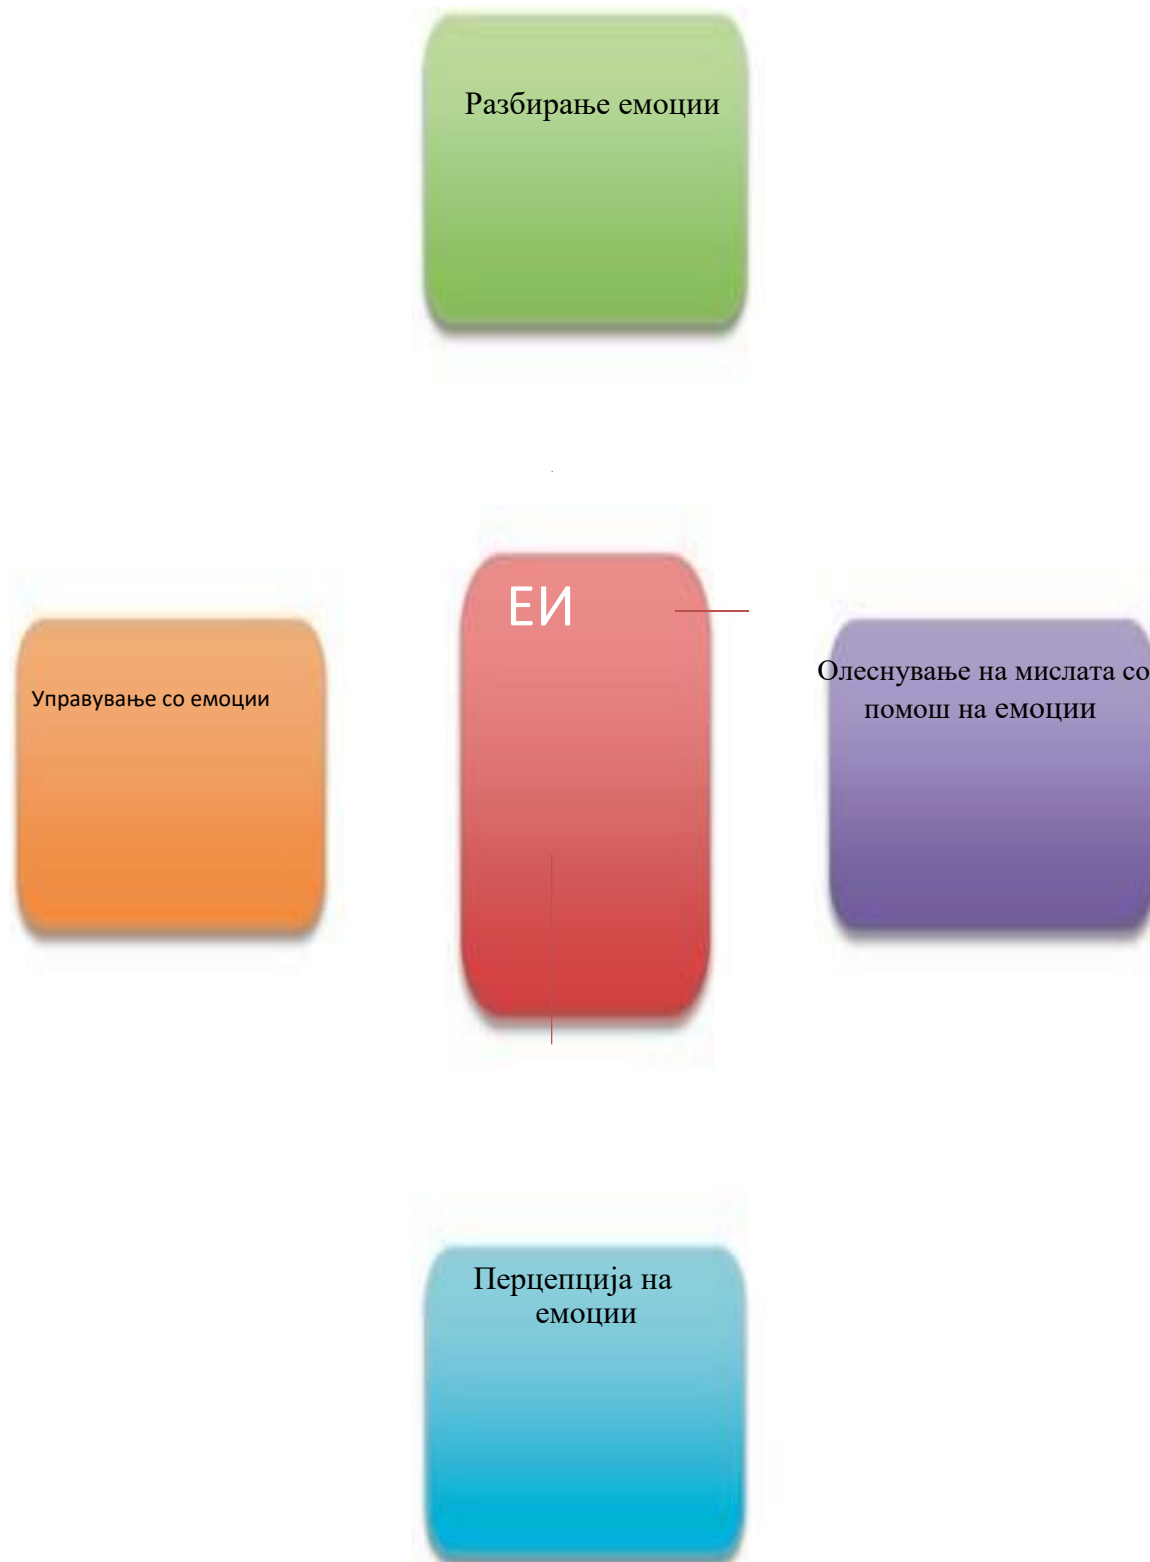 Разбирање емоции
ЕИ
Управување со емоции
Олеснување на мислата со
помош на емоции
Перцепција на
емоции